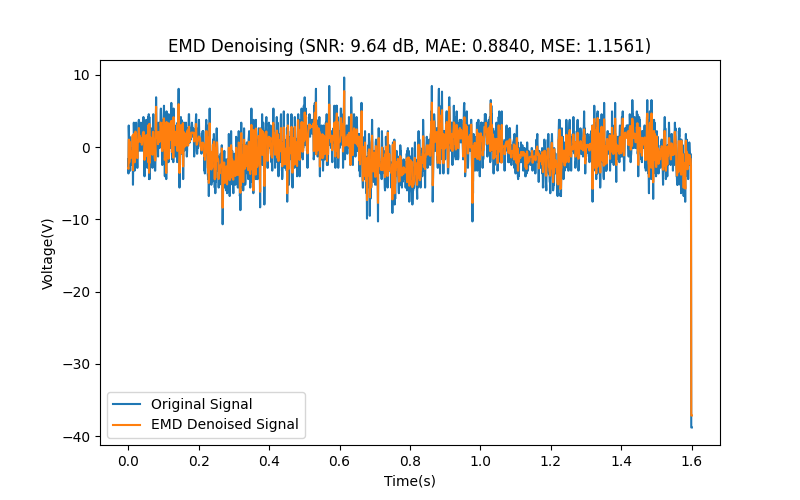 EMD Denoising (SNR: 9.64 dB, MAE: 0.8840, MSE: 1.1561)
10
0
−10
−20
−30
−40
Voltage(V)
Original Signal
EMD Denoised Signal
0.0 0.2 0.4 0.6 0.8 1.0 1.2 1.4 1.6
Time(s)